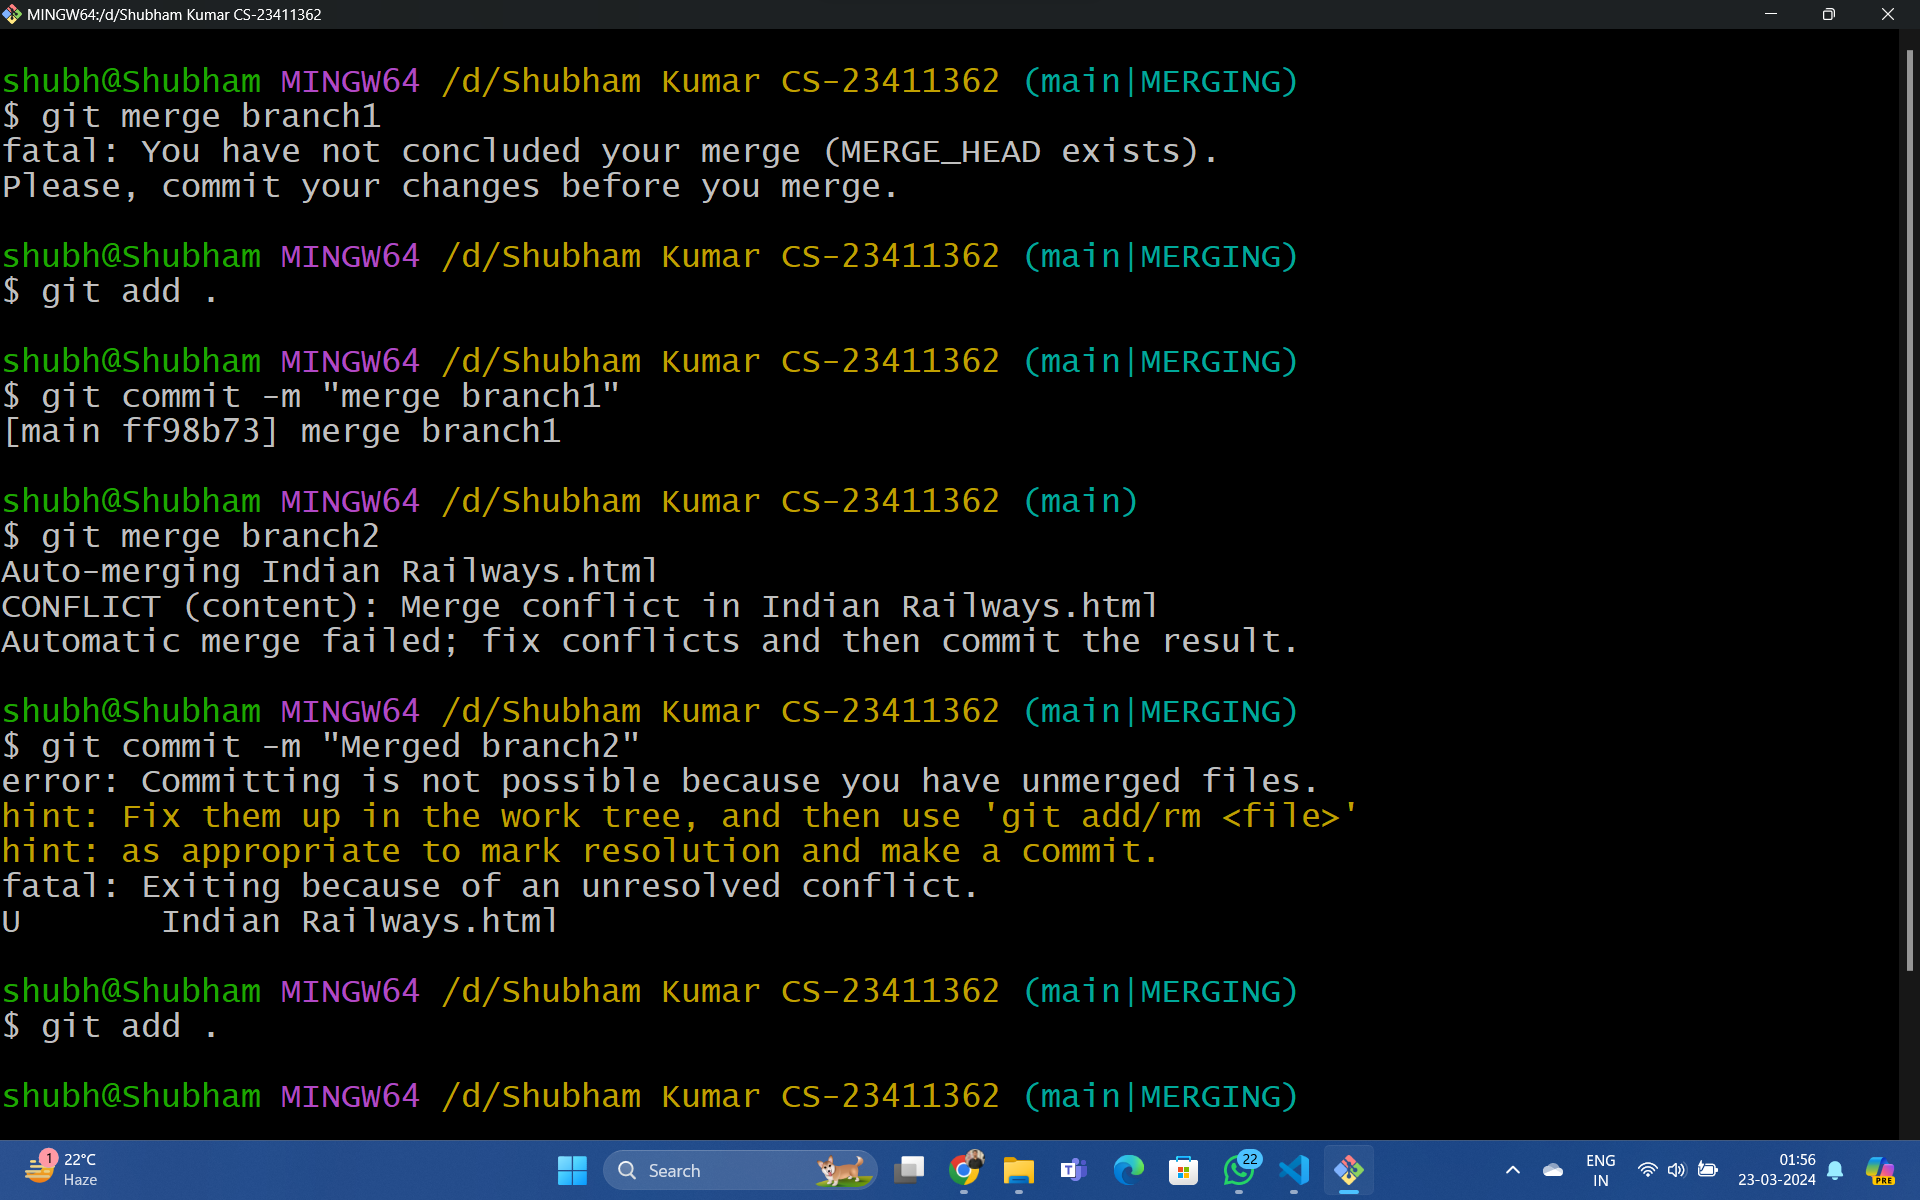 MINGW64:/d/Shubham Kumar CS-23411362
shubh@Shubham MINGW64 /d/Shubham Kumar CS-23411362 (main|MERGING)
$ git merge branch1
fatal: You have not concluded your merge (MERGE_HEAD exists).
Please, commit your changes before you merge.
shubh@Shubham MINGW64 /d/Shubham Kumar CS-23411362 (main|MERGING)
$ git add .
shubh@Shubham MINGW64 /d/Shubham Kumar CS-23411362 (main|MERGING)
$ git commit -m "merge branch1"
[main ff98b73] merge branch1
shubh@Shubham MINGW64 /d/Shubham Kumar CS-23411362 (main)
$ git merge branch2
Auto-merging Indian Railways.html
CONFLICT (content): Merge conflict in Indian Railways.html
Automatic merge failed; fix conflicts and then commit the result.
shubh@Shubham MINGW64 /d/Shubham Kumar CS-23411362 (main|MERGING)
$ git commit -m "Merged branch2"
error: Committing is not possible because you have unmerged files.
hint: Fix them up in the work tree, and then use 'git add/rm <file>'
hint: as appropriate to mark resolution and make a commit.
fatal: Exiting because of an unresolved conflict.
U       Indian Railways.html
shubh@Shubham MINGW64 /d/Shubham Kumar CS-23411362 (main|MERGING)
$ git add .
shubh@Shubham MINGW64 /d/Shubham Kumar CS-23411362 (main|MERGING)
1
22°C
Haze
Search
22
ENG
IN
01:56
23-03-2024
PRE